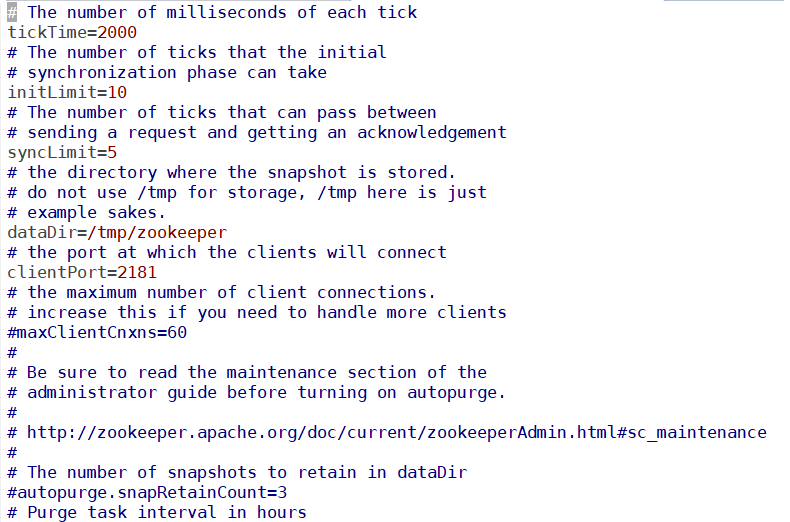 # The number of milliseconds of each tick
tickTime=2000
# The number of ticks that the initial
# synchronization phase can take
initLimit=10
# The number of ticks that can pass between
# sending a request and getting an acknowledgement
syncLimit=5
# the directory where the snapshot is stored.
# do not use /tmp for storage, /tmp here is just
# example sakes.
dataDir=/tmp/zookeeper
# the port at which the clients will connect
clientPort=2181
# the maximum number of client connections.
# increase this if you need to handle more clients
#maxClientCnxns=60
#
# Be sure to read the maintenance section of the
# administrator guide before turning on autopurge.
#
# http://zookeeper.apache.org/doc/current/zookeeperAdmin.html#sc_maintenance
#
# The number of snapshots to retain in dataDir
#autopurge.snapRetainCount=3
# Purge task interval in hours